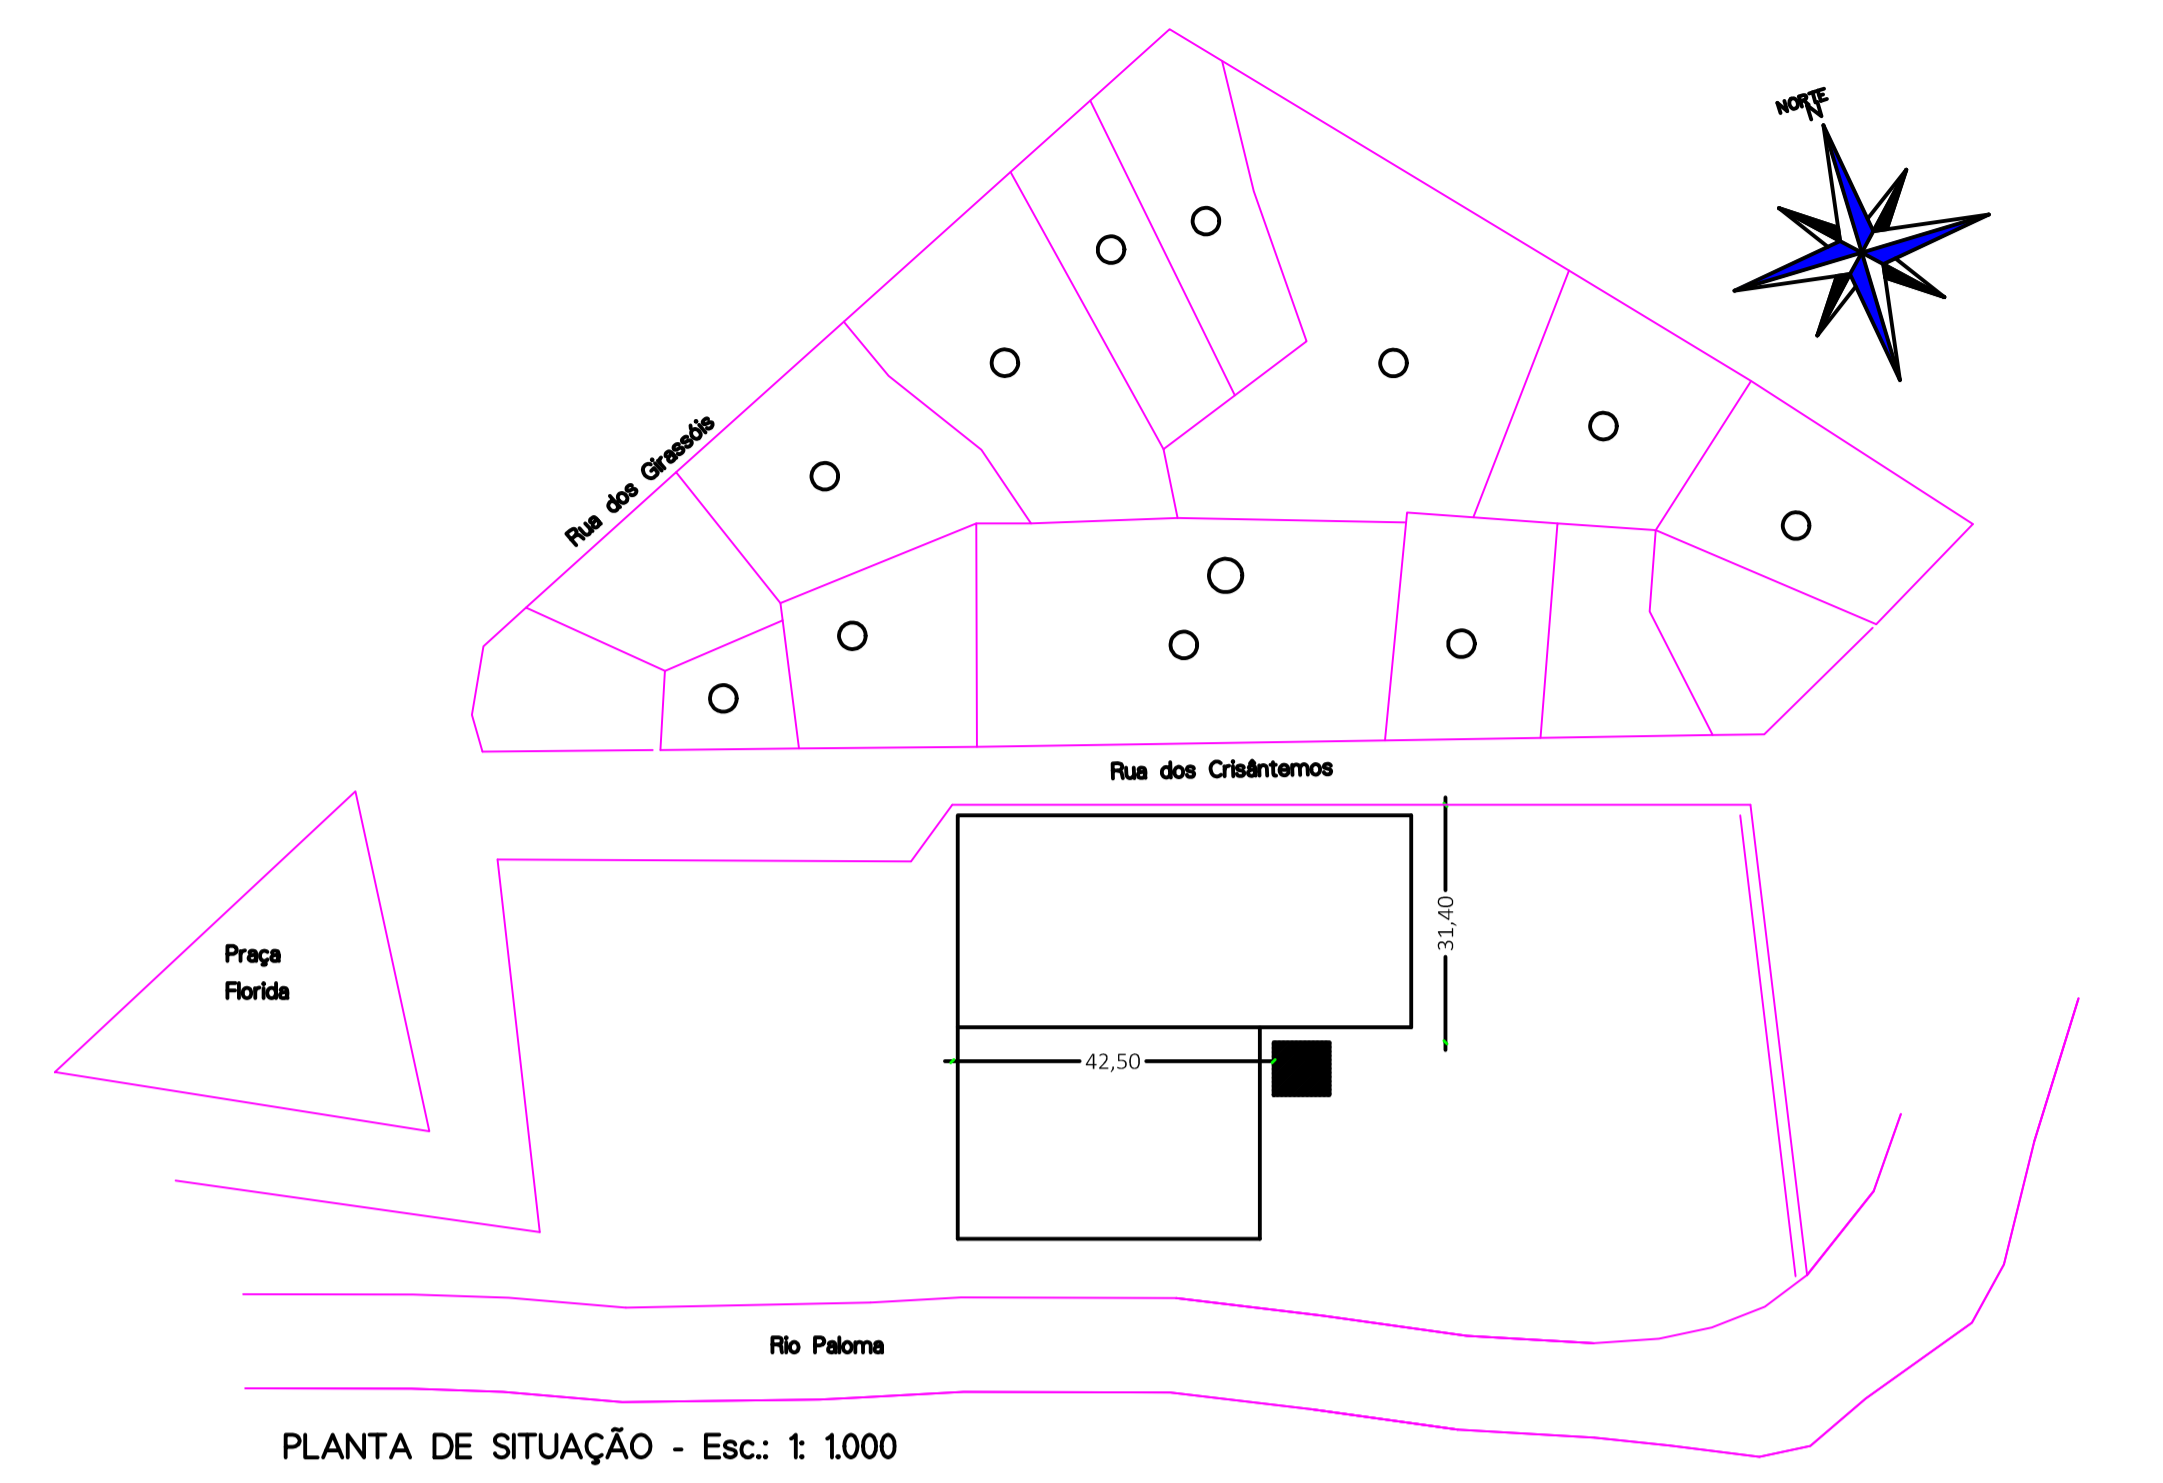 NORTE
N
Rua dos Girassóis
Rua dos Crisântemos
31,40
Praça
Florida
42,50
Rio Paloma
PLANTA DE SITUAÇÃO - Esc.: 1: 1.000